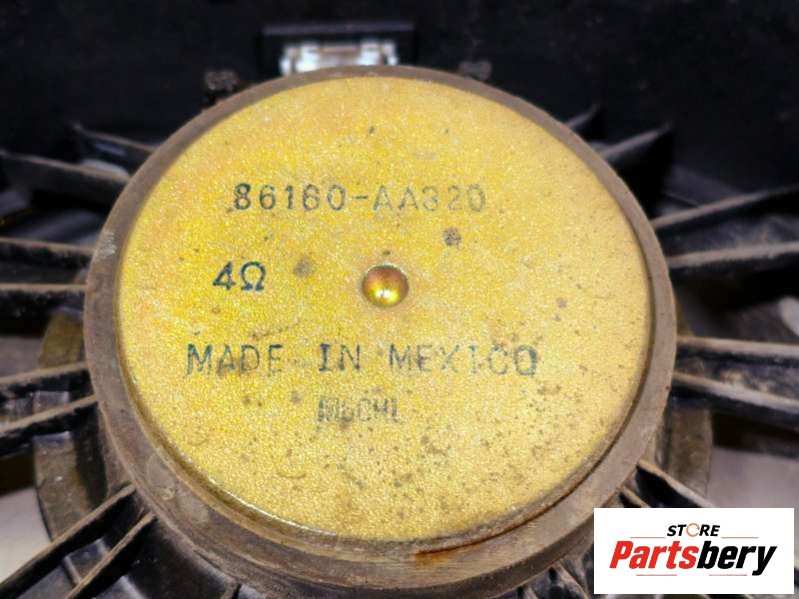 86160-AA320
4Ω
MADE IN MEXICO
STORE
Partsbery